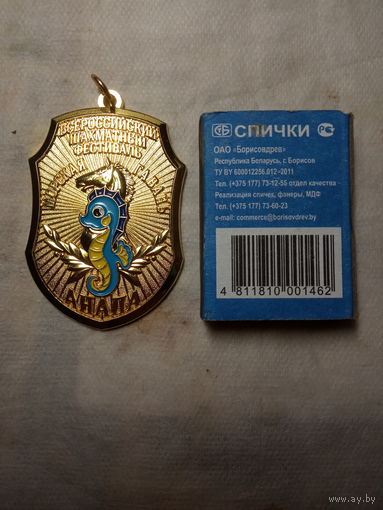 ВСЕРОССИЙСКИЙ
ШАХМАТНЫЙ
ФЕСТИВАЛЬ
АНАПА
СПИЧКИ
ОАО «Борисовдрев»
Республика Беларусь, г. Борисов
ТУ BY 600012256.012-2011
Тел. (+375 177) 73-12-55 отдел качества
Реализация спичек, фанеры, МДФ
Тел. (+375 177) 73-60-23
e-mail: commerce@borisovdrev.by
4 811810 001462
ay.by